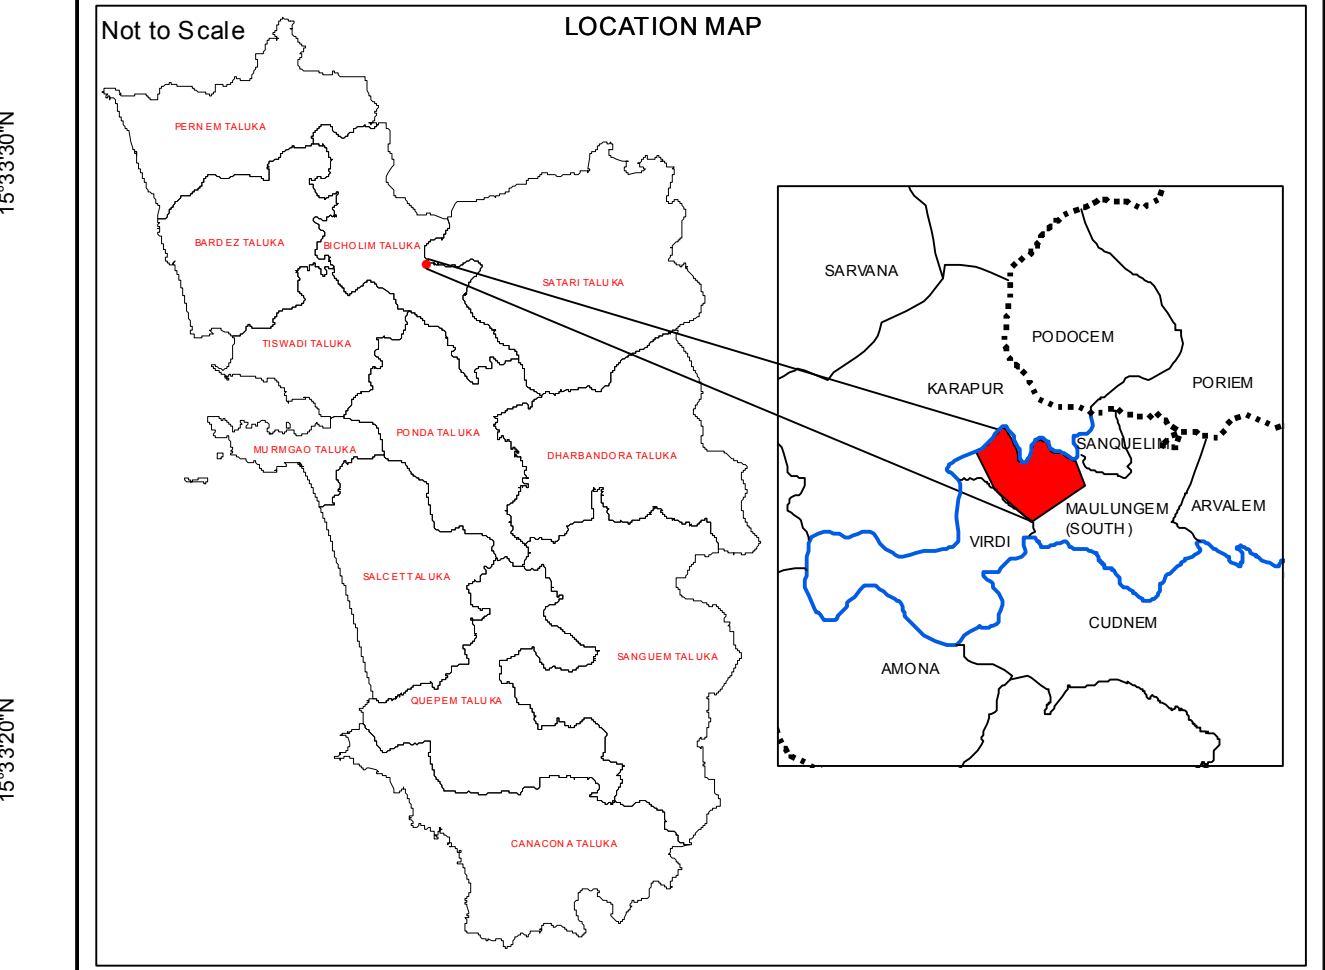 Not to Scale
LOCATION MAP
15°33'30"N
PERNEM TALUKA
BARDEZ TALUKA
BICHOLIM TALUKA
SATARI TALUKA
TISWADI TALUKA
MURMGAO TALUKA
PONDA TALUKA
DHARBANDORA TALUKA
SALCET TALUKA
SANGUEM TALUKA
QUEPEM TALUKA
CANACONA TALUKA
15°33'20"N
SARVANA
PODOCEM
KARAPUR
PORIEM
SANQUELIM
MAULUNGEM
(SOUTH)
ARVALEM
VIRDI
CUDNEM
AMONA